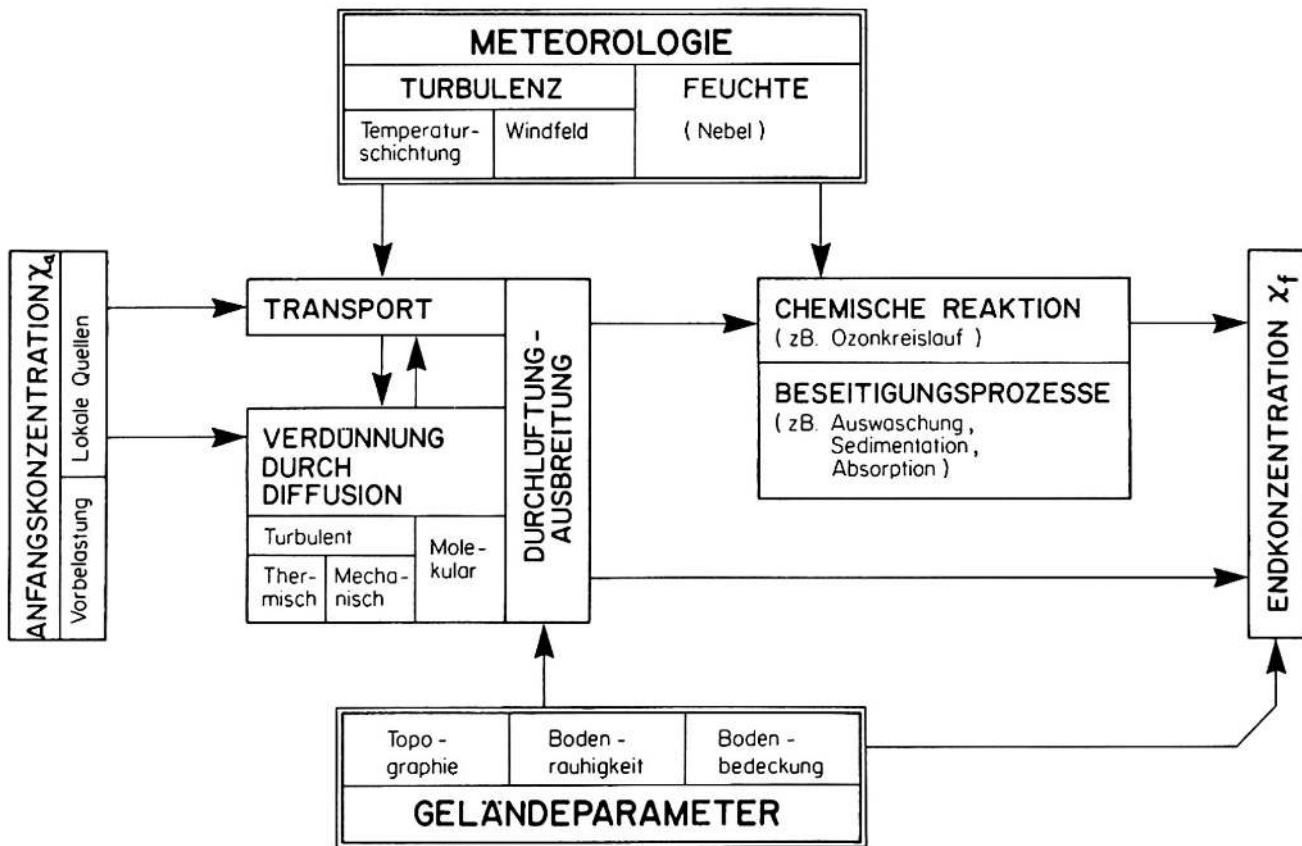 METEOROLOGIE
TURBULENZ
FEUCHTE
Temperatur-
schichtung
Windfeld
( Nebel )
ANFANGSKONZENTRATION χa
Lokale Quellen
Vorbelastung
TRANSPORT
VERDÜNNUNG
DURCH
DIFFUSION
Turbulent
Ther-
misch
Mecha-
nisch
Mole-
kular
DURCHLÜFTUNG-
AUSBREITUNG
CHEMISCHE REAKTION
( zB. Ozonkreislauf )
BESEITIGUNGSPROZESSE
( zB. Auswaschung,
Sedimentation,
Absorption )
ENDKONZENTRATION χf
Topo-
graphie
Boden-
rauhigkeit
Boden-
bedeckung
GELÄNDEPARAMETER